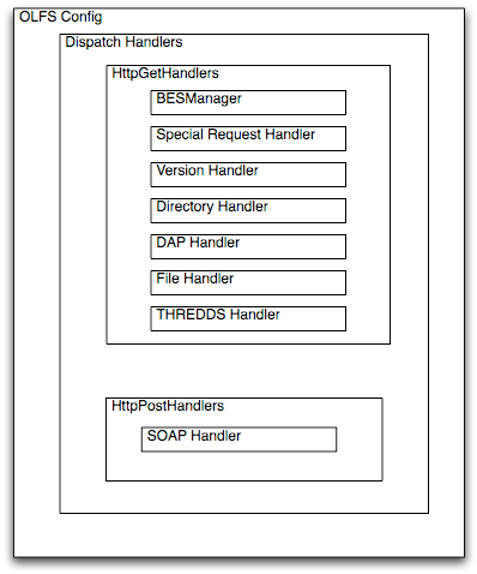 OLFS Config
Dispatch Handlers
HttpGetHandlers
BESManager
Special Request Handler
Version Handler
Directory Handler
DAP Handler
File Handler
THREDDS Handler
HttpPostHandlers
SOAP Handler